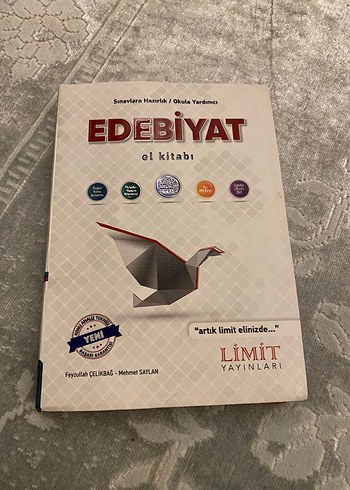 Sınavlara Hazırlık / Okula Yardımcı
EDEBİYAT
el kitabı
YENİ
"artık limit elinizde..."
LİMİT
YAYINLARI
Feyzullah ÇELİKBAĞ - Mehmet SAYLAN